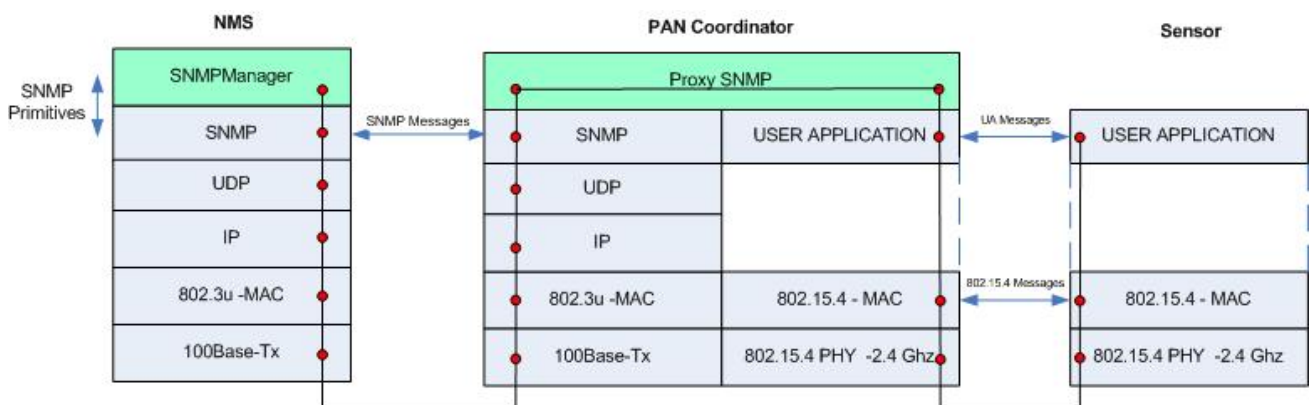 NMS
PAN Coordinator
Sensor
SNMP
Primitives
SNMPManager
SNMP
UDP
IP
802.3u -MAC
100Base-Tx
SNMP Messages
Proxy SNMP
SNMP
USER APPLICATION
UDP
IP
802.3u -MAC
802.15.4 - MAC
100Base-Tx
802.15.4 PHY -2.4 Ghz
UA Messages
802.15.4 Messages
USER APPLICATION
802.15.4 - MAC
802.15.4 PHY -2.4 Ghz